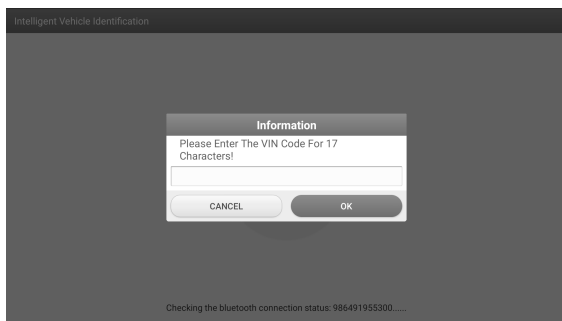 Intelligent Vehicle Identification
Information
Please Enter The VIN Code For 17
Characters!
CANCEL
OK
Checking the bluetooth connection status: 986491955300......